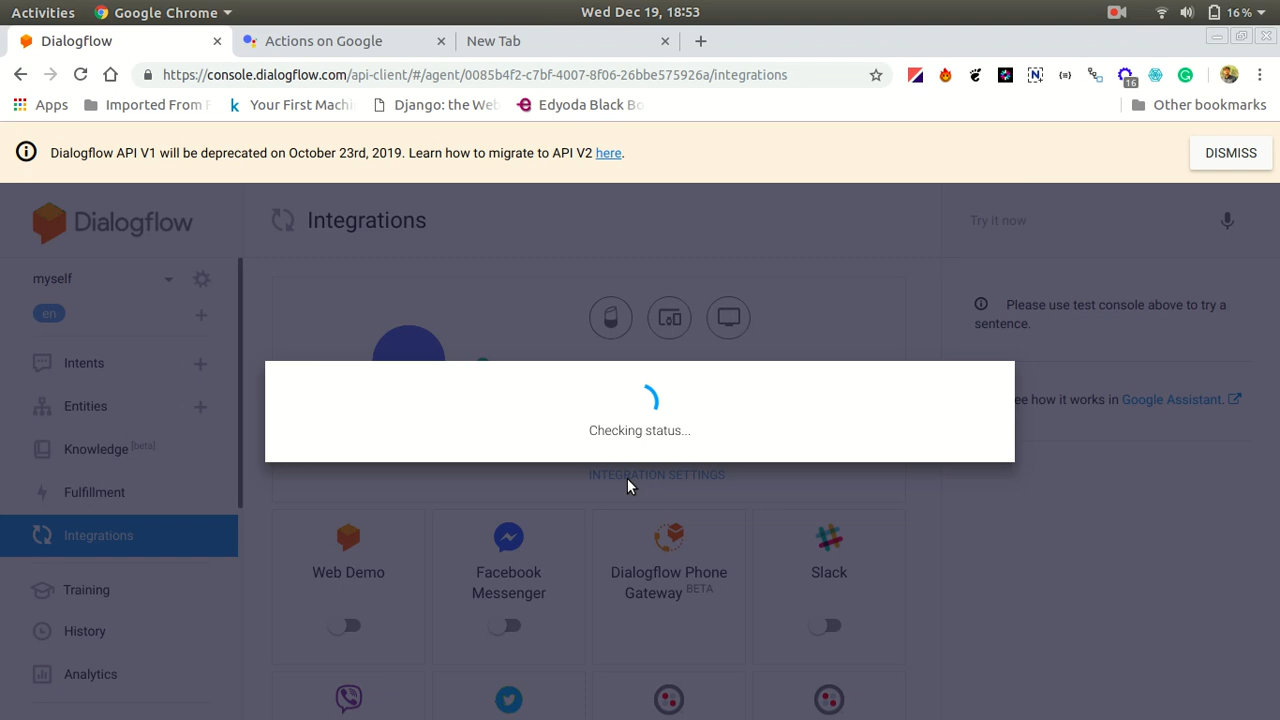 Activities
Google Chrome
Wed Dec 19, 18:53
16%
Dialogflow
Actions on Google
New Tab
https://console.dialogflow.com/api-client/#/agent/0085b4f2-c7bf-4007-8f06-26bbe575926a/integrations
16
Apps
Imported From F
Your First Machi
Django: the Web
Edyoda Black Bo
Other bookmarks
Dialogflow API V1 will be deprecated on October 23rd, 2019. Learn how to migrate to API V2 here.
DISMISS
Dialogflow
Integrations
Try it now
myself
en
Please use test console above to try a
sentence.
Intents
Entities
Knowledge [beta]
Fulfillment
Integrations
Training
History
Analytics
ee how it works in Google Assistant.
Checking status...
INTEGRATION SETTINGS
Web Demo
Facebook
Messenger
Dialogflow Phone
Gateway BETA
Slack